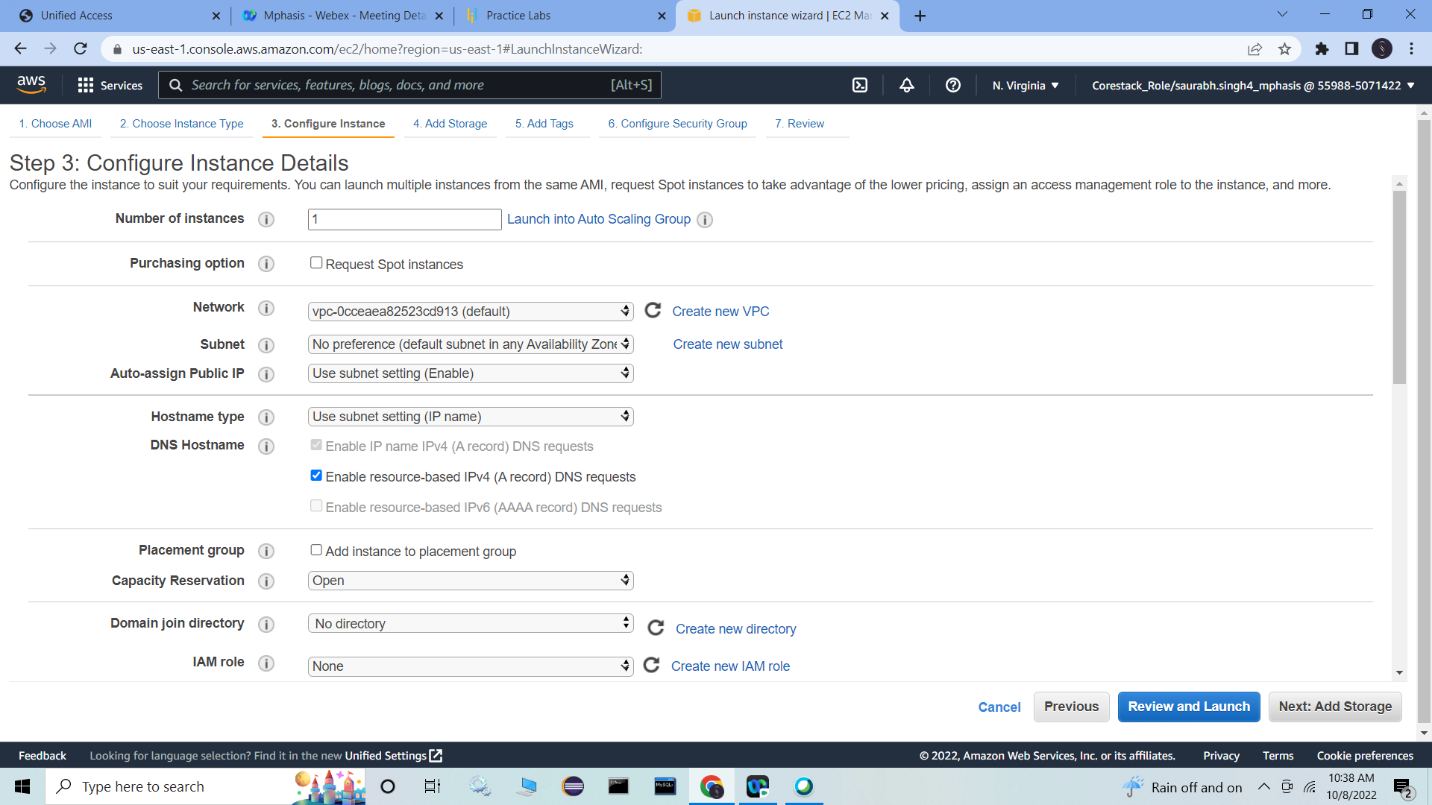 Unified Access
Mphasis - Webex - Meeting Deta
Practice Labs
Launch instance wizard | EC2 Ma
us-east-1.console.aws.amazon.com/ec2/home?region=us-east-1#LaunchInstanceWizard:
aws
Services
Search for services, features, blogs, docs, and more
[Alt+S]
N. Virginia
Corestack_Role/saurabh.singh4_mphasis @ 55988-5071422
1. Choose AMI
2. Choose Instance Type
3. Configure Instance
4. Add Storage
5. Add Tags
6. Configure Security Group
7. Review
Step 3: Configure Instance Details
Configure the instance to suit your requirements. You can launch multiple instances from the same AMI, request Spot instances to take advantage of the lower pricing, assign an access management role to the instance, and more.
Number of instances
1
Launch into Auto Scaling Group
Purchasing option
Request Spot instances
Network
vpc-0cceaea82523cd913 (default)
Create new VPC
Subnet
No preference (default subnet in any Availability Zone
Create new subnet
Auto-assign Public IP
Use subnet setting (Enable)
Hostname type
Use subnet setting (IP name)
DNS Hostname
Enable IP name IPv4 (A record) DNS requests
Enable resource-based IPv4 (A record) DNS requests
Enable resource-based IPv6 (AAAA record) DNS requests
Placement group
Add instance to placement group
Capacity Reservation
Open
Domain join directory
No directory
Create new directory
IAM role
None
Create new IAM role
Cancel
Previous
Review and Launch
Next: Add Storage
Feedback
Looking for language selection? Find it in the new Unified Settings
© 2022, Amazon Web Services, Inc. or its affiliates.
Privacy
Terms
Cookie preferences
Type here to search
Rain off and on
10:38 AM
10/8/2022
2